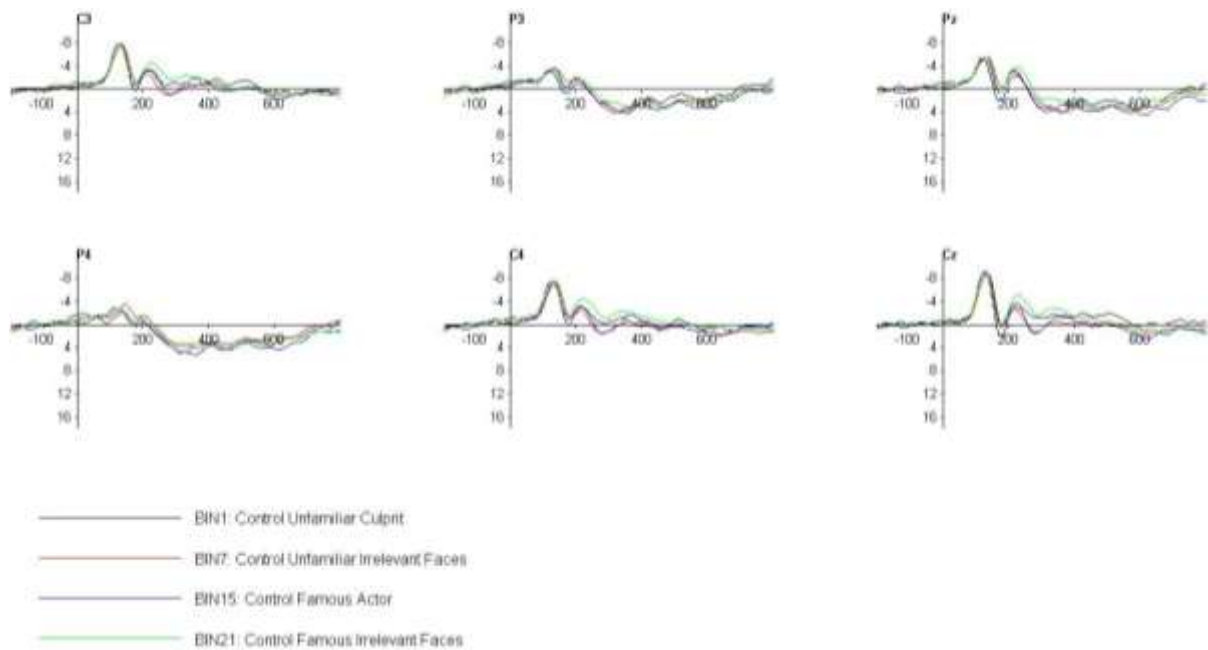 C3 P3 Pz
-8 -8 -8
-4 -4 -4
-100 200 400 600 -100 200 400 600 -100 200 400 600
4 4 4
8 8 8
12 12 12
16 16 16
P4 C4 Cz
-8 -8 -8
-4 -4 -4
-100 200 400 600 -100 200 400 600 -100 200 400 600
4 4 4
8 8 8
12 12 12
16 16 16
BIN1: Control Unfamiliar Culprit
BIN7: Control Unfamiliar Irrelevant Faces
BIN15: Control Famous Actor
BIN21: Control Famous Irrelevant Faces